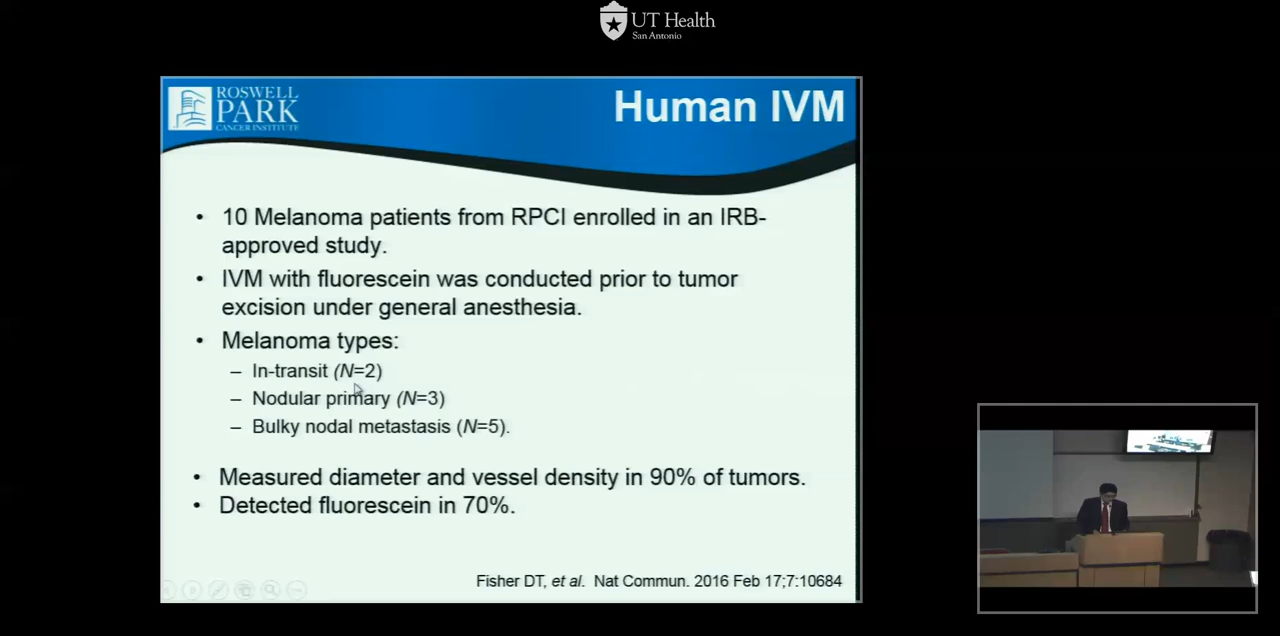 UT Health
San Antonio
ROSWELL
PARK
CANCER INSTITUTE
Human IVM
• 10 Melanoma patients from RPCI enrolled in an IRB-
approved study.
• IVM with fluorescein was conducted prior to tumor
excision under general anesthesia.
• Melanoma types:
– In-transit (N=2)
– Nodular primary (N=3)
– Bulky nodal metastasis (N=5).
• Measured diameter and vessel density in 90% of tumors.
• Detected fluorescein in 70%.
Fisher DT, et al. Nat Commun. 2016 Feb 17;7:10684